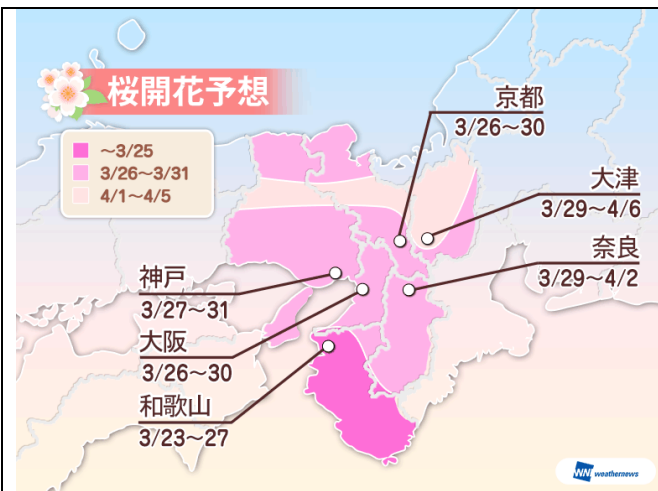 桜開花予想
~3/25
3/26~3/31
4/1~4/5
京都
3/26~30
大津
3/29~4/6
奈良
3/29~4/2
神戸
3/27~31
大阪
3/26~30
和歌山
3/23~27
WNI weathernews